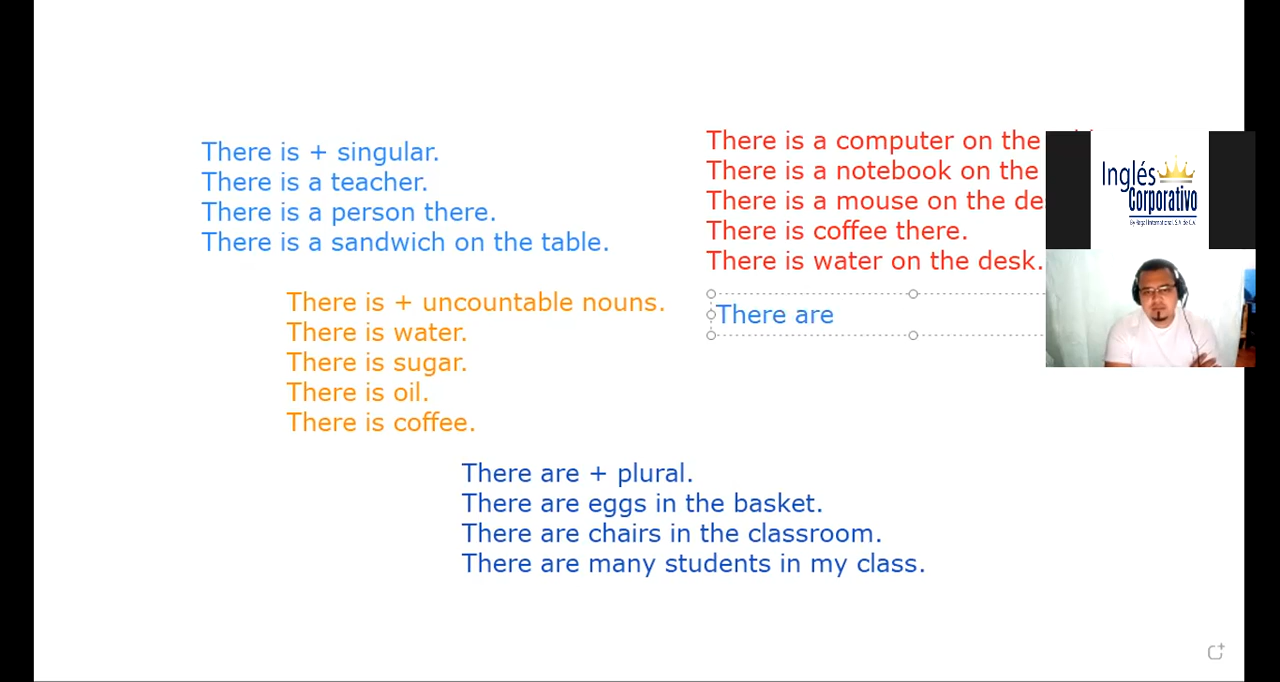 There is + singular.
There is a teacher.
There is a person there.
There is a sandwich on the table.
There is + uncountable nouns.
There is water.
There is sugar.
There is oil.
There is coffee.
There are + plural.
There are eggs in the basket.
There are chairs in the classroom.
There are many students in my class.
There is a computer on the
There is a notebook on the
There is a mouse on the
There is coffee there.
There is water on the desk.
There are
Inglés
Corporativo